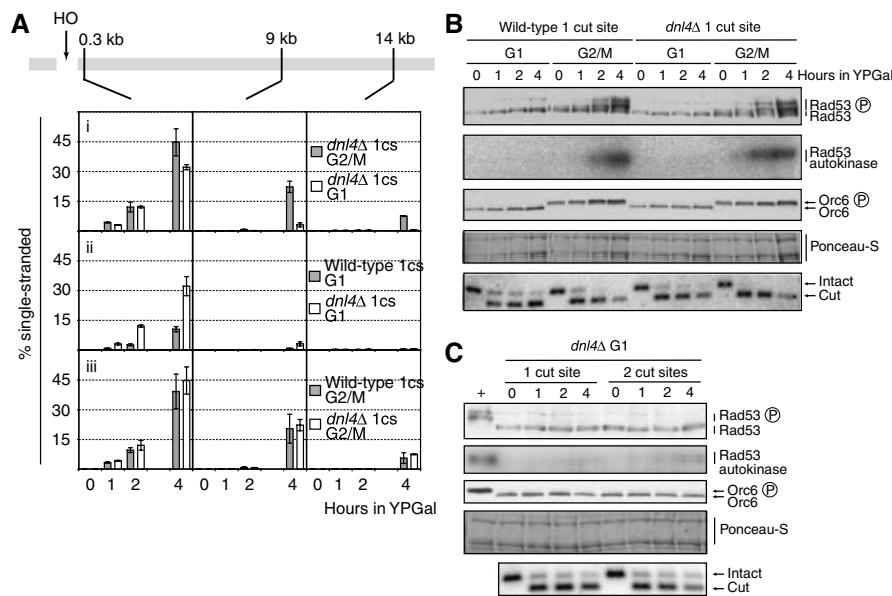 A
HO
0.3 kb
9 kb
14 kb
% single-stranded
i
45
30
15
dnl4Δ 1cs
G2/M
dnl4Δ 1cs
G1
ii
45
30
15
Wild-type 1cs
G1
dnl4Δ 1cs
G1
iii
45
30
15
Wild-type 1cs
G2/M
dnl4Δ 1cs
G2/M
0 1 2 4 0 1 2 4 0 1 2 4
Hours in YPGal
B
Wild-type 1 cut site dnl4Δ 1 cut site
G1 G2/M G1 G2/M
0 1 2 4 0 1 2 4 0 1 2 4 0 1 2 4 Hours in YPGal
Rad53 Ⓟ
Rad53
Rad53
autokinase
Orc6 Ⓟ
Orc6
Ponceau-S
Intact
Cut
C
dnl4Δ G1
1 cut site 2 cut sites
+ 0 1 2 4 0 1 2 4
Rad53 Ⓟ
Rad53
Rad53
autokinase
Orc6 Ⓟ
Orc6
Ponceau-S
Intact
Cut